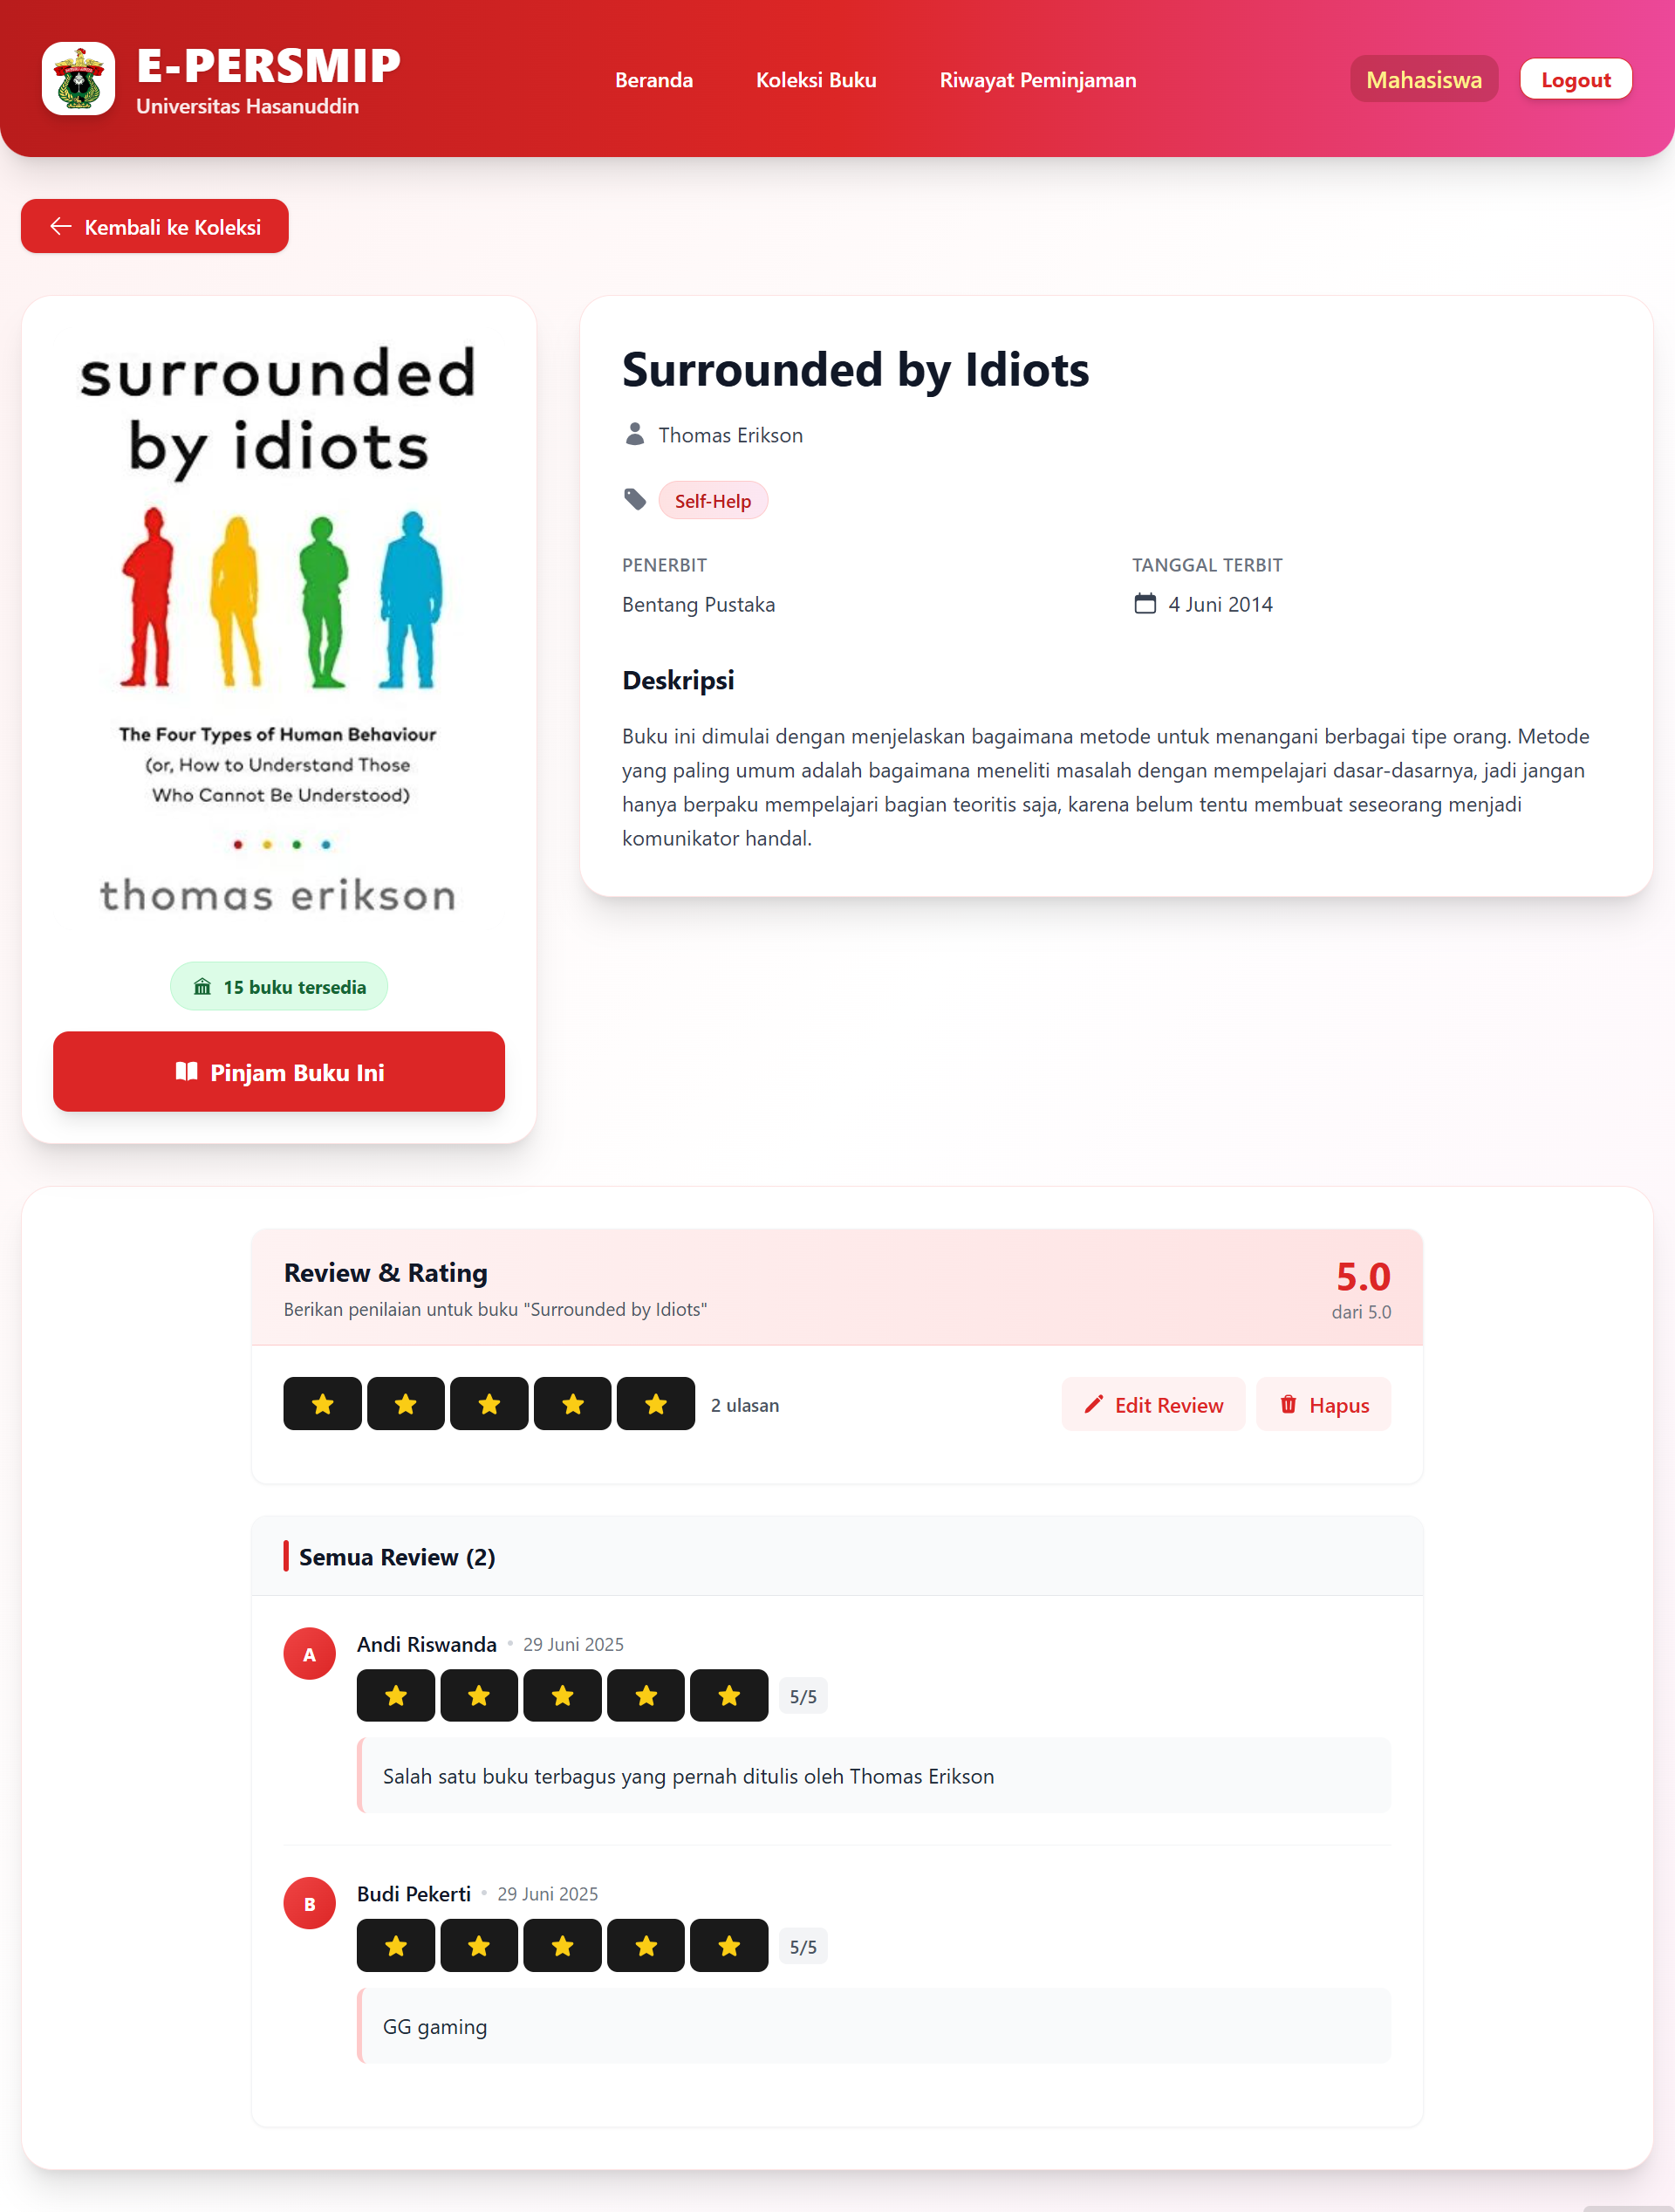 E-PERSMIP
Universitas Hasanuddin
Beranda
Koleksi Buku
Riwayat Peminjaman
Mahasiswa
Logout
Kembali ke Koleksi
surrounded
by idiots
The Four Types of Human Behaviour
(or, How to Understand Those
Who Cannot Be Understood)
thomas erikson
15 buku tersedia
Pinjam Buku Ini
Surrounded by Idiots
Thomas Erikson
Self-Help
PENERBIT
Bentang Pustaka
TANGGAL TERBIT
4 Juni 2014
Deskripsi
Buku ini dimulai dengan menjelaskan bagaimana metode untuk menangani berbagai tipe orang. Metode
yang paling umum adalah bagaimana meneliti masalah dengan mempelajari dasar-dasarnya, jadi jangan
hanya berpaku mempelajari bagian teoritis saja, karena belum tentu membuat seseorang menjadi
komunikator handal.
Review & Rating
Berikan penilaian untuk buku "Surrounded by Idiots"
5.0
dari 5.0
2 ulasan
Edit Review
Hapus
Semua Review (2)
A
Andi Riswanda • 29 Juni 2025
5/5
Salah satu buku terbagus yang pernah ditulis oleh Thomas Erikson
B
Budi Pekerti • 29 Juni 2025
5/5
GG gaming